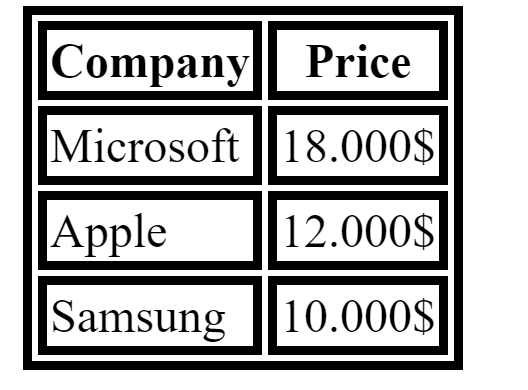 Company Price
Microsoft 18.000$
Apple 12.000$
Samsung 10.000$